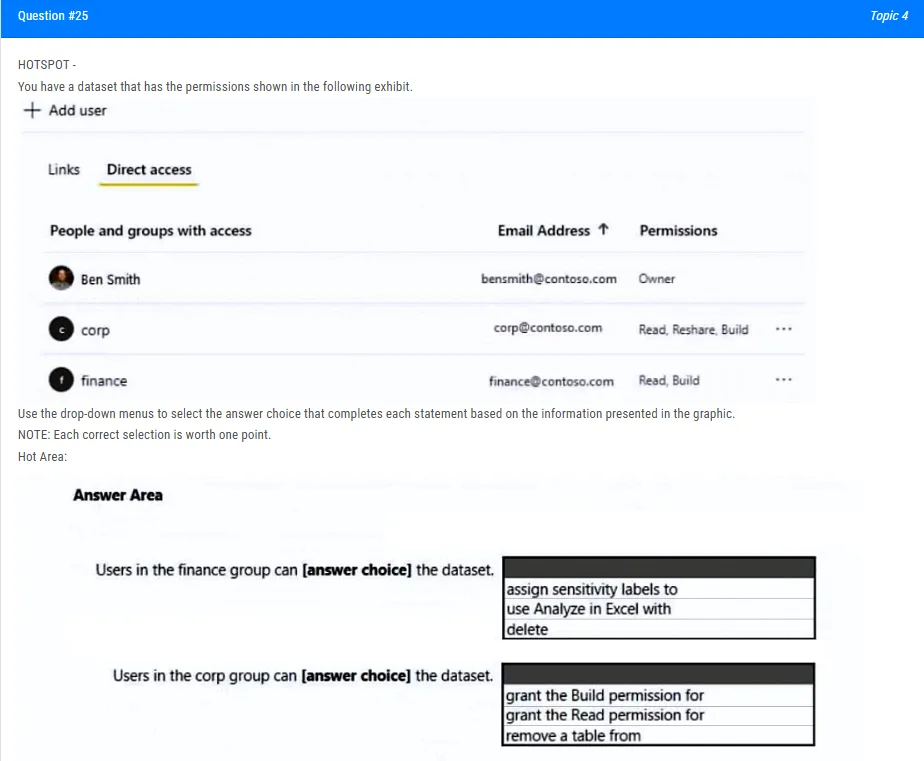 Question #25 Topic 4
HOTSPOT -
You have a dataset that has the permissions shown in the following exhibit.
+ Add user
Links Direct access
People and groups with access Email Address ↑ Permissions
Ben Smith bensmith@contoso.com Owner
c corp corp@contoso.com Read, Reshare, Build ...
f finance finance@contoso.com Read, Build ...
Use the drop-down menus to select the answer choice that completes each statement based on the information presented in the graphic.
NOTE: Each correct selection is worth one point.
Hot Area:
Answer Area
Users in the finance group can [answer choice] the dataset.
assign sensitivity labels to
use Analyze in Excel with
delete
Users in the corp group can [answer choice] the dataset.
grant the Build permission for
grant the Read permission for
remove a table from